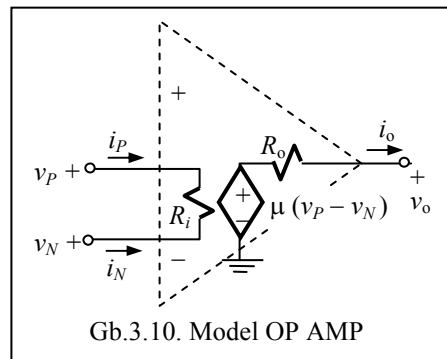 +
i_P
R_o
i_o
v_P +
+
R_i
+
−
μ (v_P − v_N)
v_o
v_N +
i_N
−
Gb.3.10. Model OP AMP